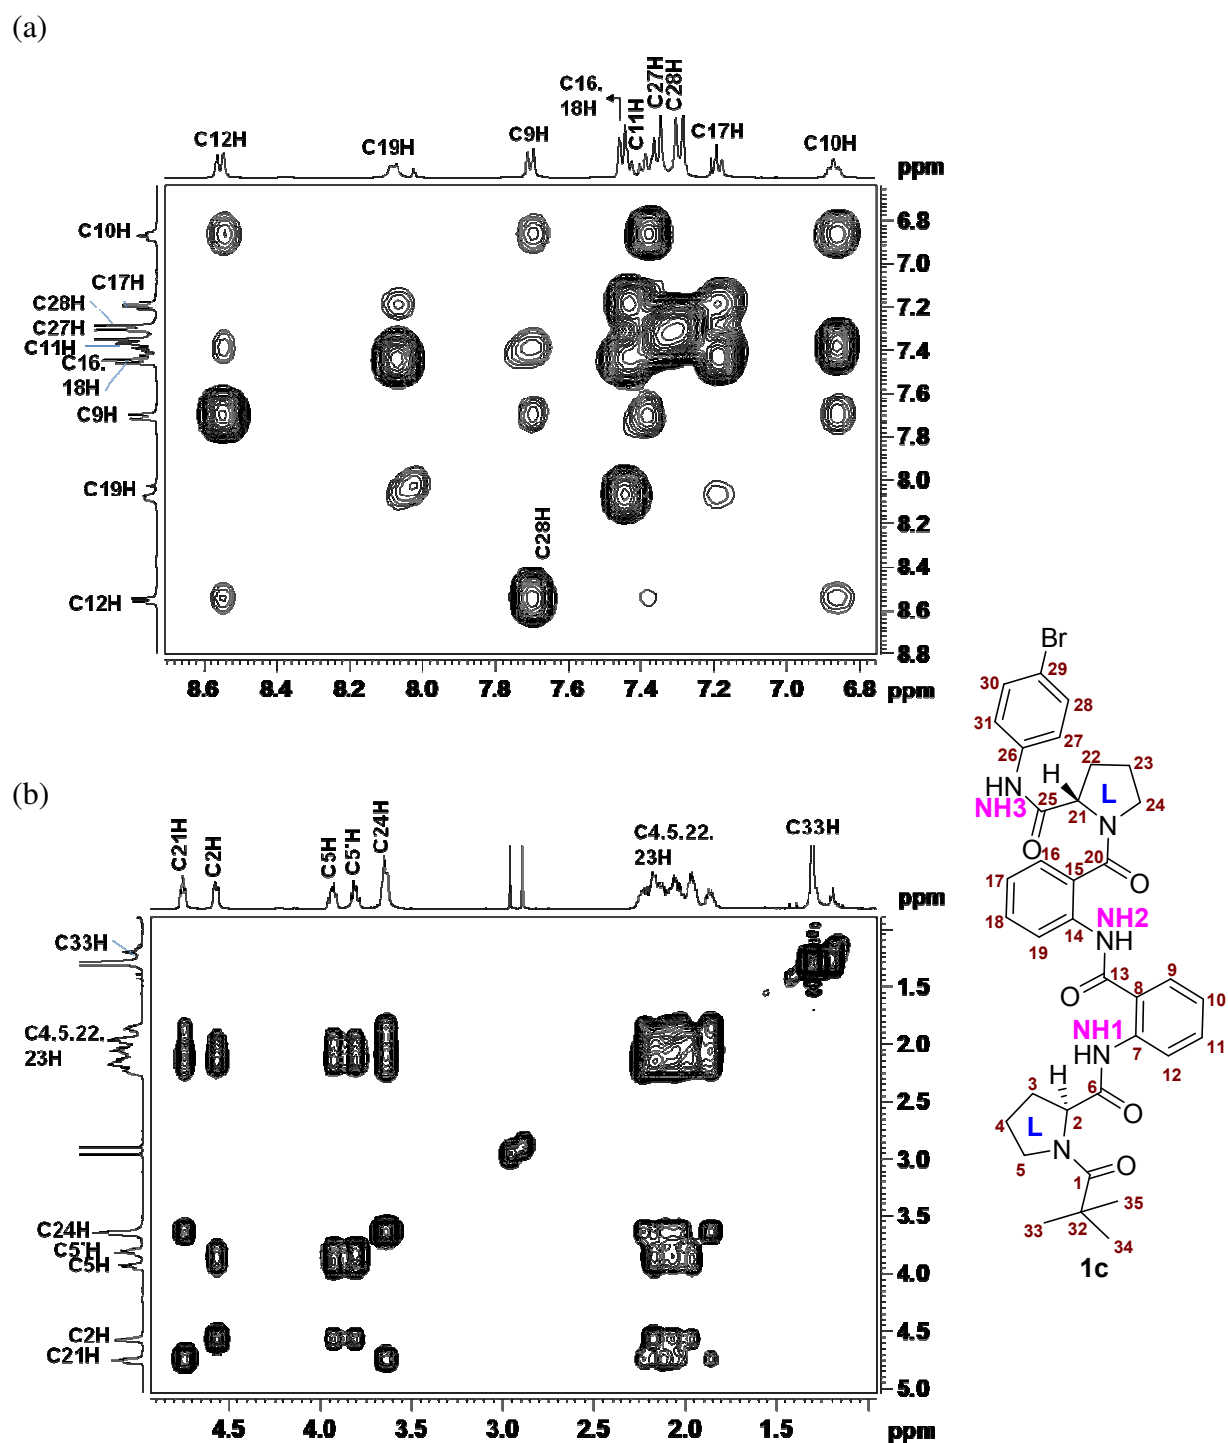 (a)
C12H
C19H
C9H
C16.
18H
C11H
C27H
C28H
C17H
C10H
ppm
C10H
C17H
C28H
C27H
C11H
C16.
18H
C9H
C19H
C12H
C28H
6.8
7.0
7.2
7.4
7.6
7.8
8.0
8.2
8.4
8.6
8.8
8.6 8.4 8.2 8.0 7.8 7.6 7.4 7.2 7.0 6.8 ppm
(b)
C21H
C2H
C5H
C5'H
C24H
C4.5.22.
23H
C33H
ppm
C33H
C4.5.22.
23H
C24H
C5'H
C5H
C2H
C21H
1.5
2.0
2.5
3.0
3.5
4.0
4.5
5.0
4.5 4.0 3.5 3.0 2.5 2.0 1.5 ppm
Br
30 29
28
31
27
26
22 23
H
HN
NH3
25
L
24
21
N
O
16
15
20
O
17
18
NH2
14
N
H
19
13
O
8
9
10
NH1
7
11
N
H
12
H
3
6
O
4
L
2
N
5
1
O
35
33
32
34
1c